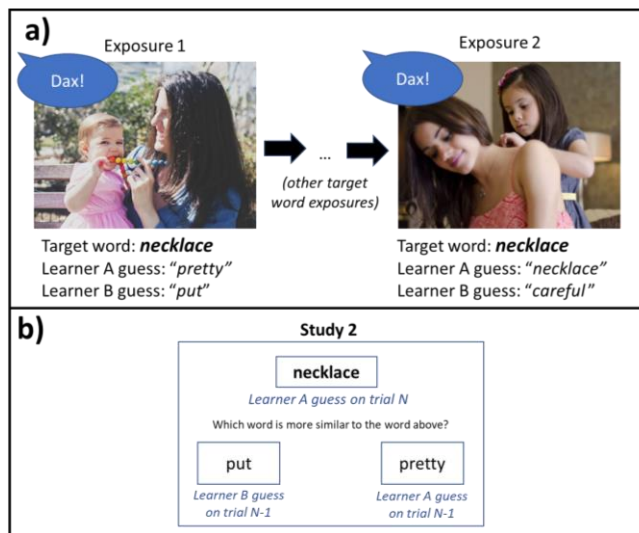 a)
Exposure 1
Exposure 2
Dax!
Dax!
...
(other target
word exposures)
Target word: necklace
Learner A guess: “pretty”
Learner B guess: “put”
Target word: necklace
Learner A guess: “necklace”
Learner B guess: “careful”
b)
Study 2
necklace
Learner A guess on trial N
Which word is more similar to the word above?
put
pretty
Learner B guess
on trial N-1
Learner A guess
on trial N-1